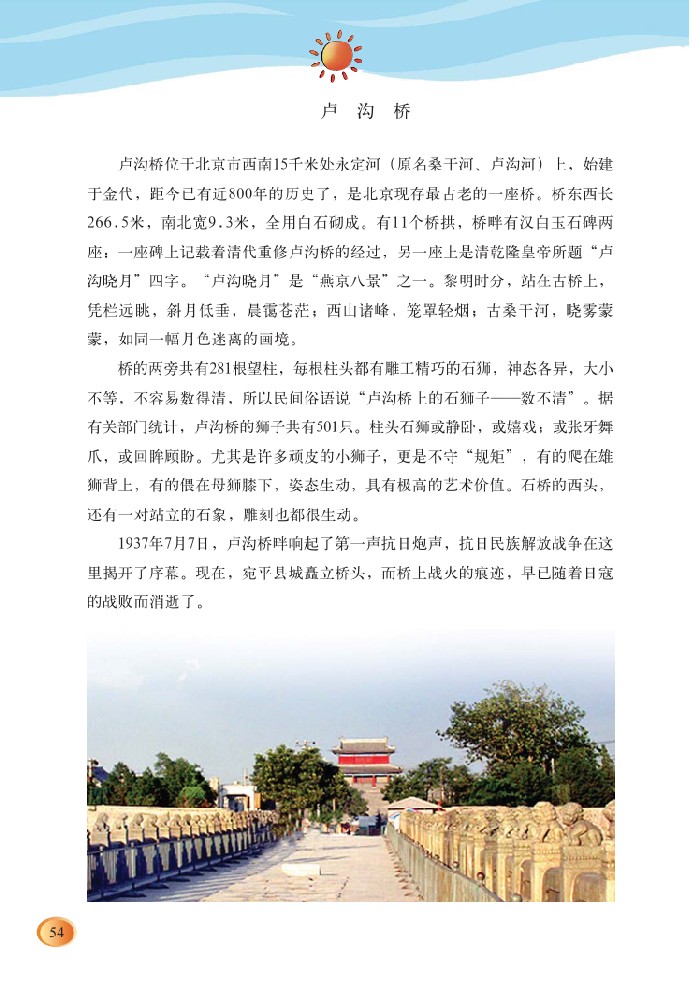 卢 沟 桥
卢沟桥位于北京市西南15千米处永定河（原名桑干河、卢沟河）上，始建
于金代，距今已有近800年的历史了，是北京现存最古老的一座桥。桥东西长
266.5米，南北宽9.3米，全用白石砌成。有11个桥拱，桥畔有汉白玉石碑两
座：一座碑上记载着清代重修卢沟桥的经过，另一座上是清乾隆皇帝所题“卢
沟晓月”四字。“卢沟晓月”是“燕京八景”之一。黎明时分，站在古桥上，
凭栏远眺，斜月低垂，晨霭苍茫；西山诸峰，笼罩轻烟；古桑干河，晓雾蒙
蒙，如同一幅月色迷离的画境。
桥的两旁共有281根望柱，每根柱头都有雕工精巧的石狮，神态各异，大小
不等，不容易数得清，所以民间俗语说“卢沟桥上的石狮子——数不清”。据
有关部门统计，卢沟桥的狮子共有501只。柱头石狮或静卧，或嬉戏；或张牙舞
爪，或回眸顾盼。尤其是许多顽皮的小狮子，更是不守“规矩”，有的爬在雄
狮背上，有的偎在母狮膝下，姿态生动，具有极高的艺术价值。石桥的西头，
还有一对站立的石象，雕刻也都很生动。
1937年7月7日，卢沟桥畔响起了第一声抗日炮声，抗日民族解放战争在这
里揭开了序幕。现在，宛平县城矗立桥头，而桥上战火的痕迹，早已随着日寇
的战败而消逝了。
54